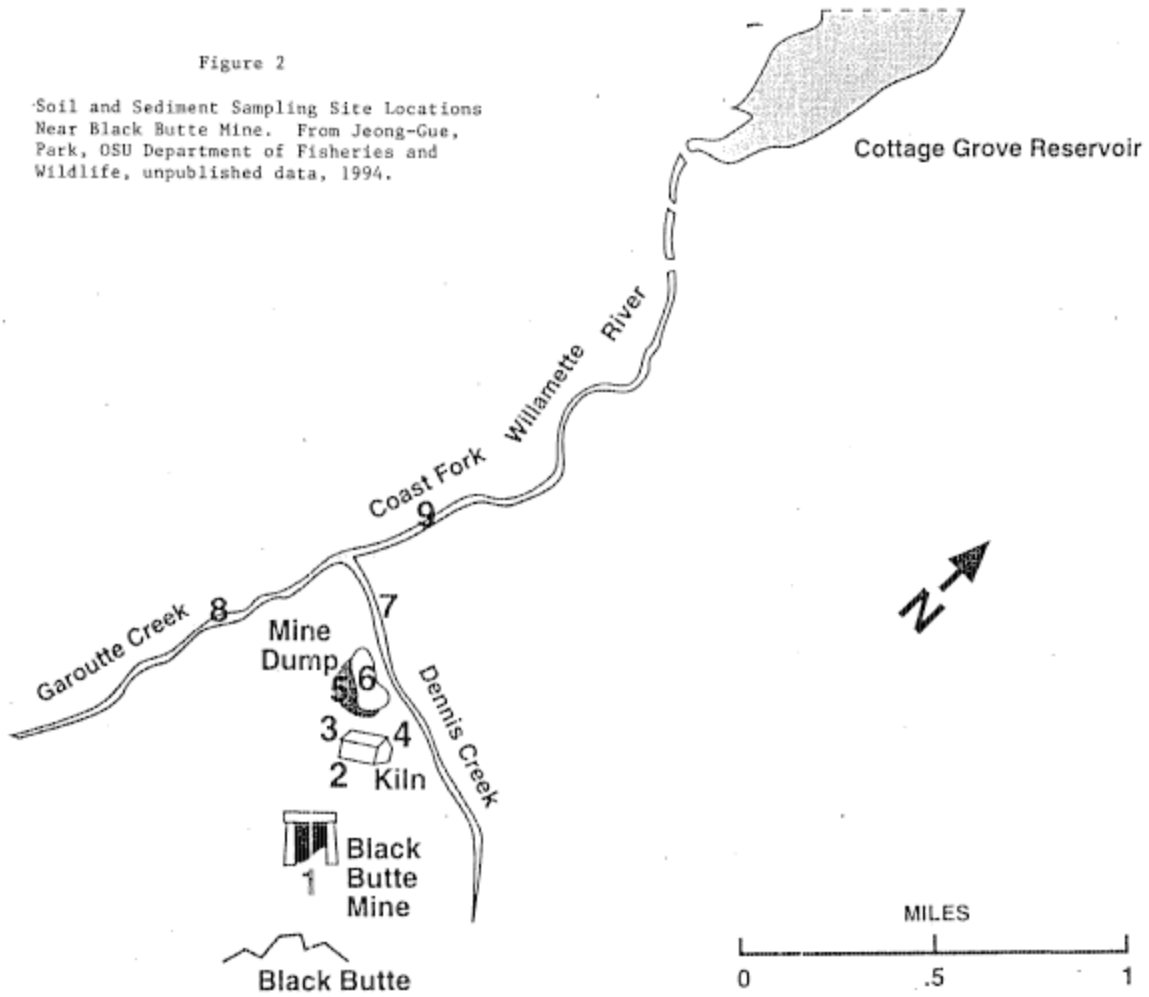 Figure 2
Soil and Sediment Sampling Site Locations
Near Black Butte Mine. From Jeong-Gue,
Park, OSU Department of Fisheries and
Wildlife, unpublished data, 1994.
Cottage Grove Reservoir
Coast Fork Willamette River
9
8
7
Garoutte Creek
Mine
Dump
6
5
Dennis Creek
3
4
2
Kiln
N
Black
Butte
Mine
1
Black Butte
MILES
0 .5 1